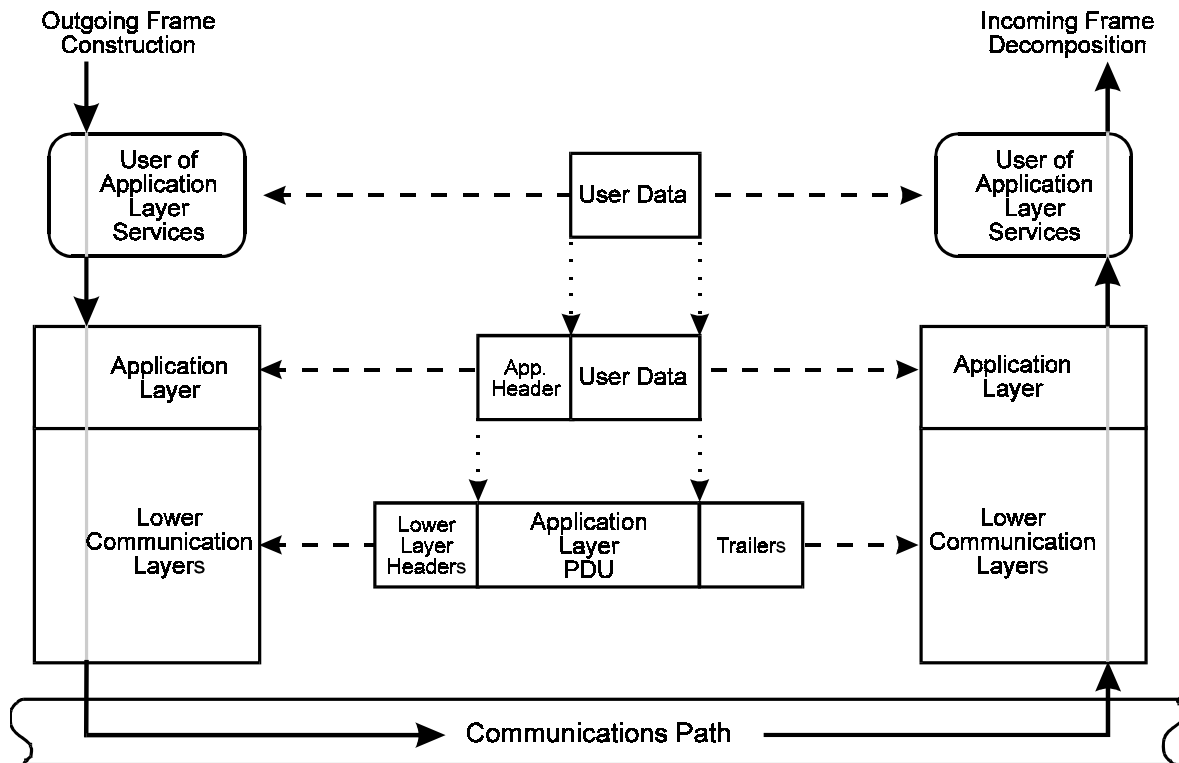 Outgoing Frame
Construction
Incoming Frame
Decomposition
User of
Application
Layer
Services
User Data
User of
Application
Layer
Services
Application
Layer
App.
Header
User Data
Application
Layer
Lower
Communication
Layers
Lower
Layer
Headers
Application
Layer
PDU
Trailers
Lower
Communication
Layers
Communications Path